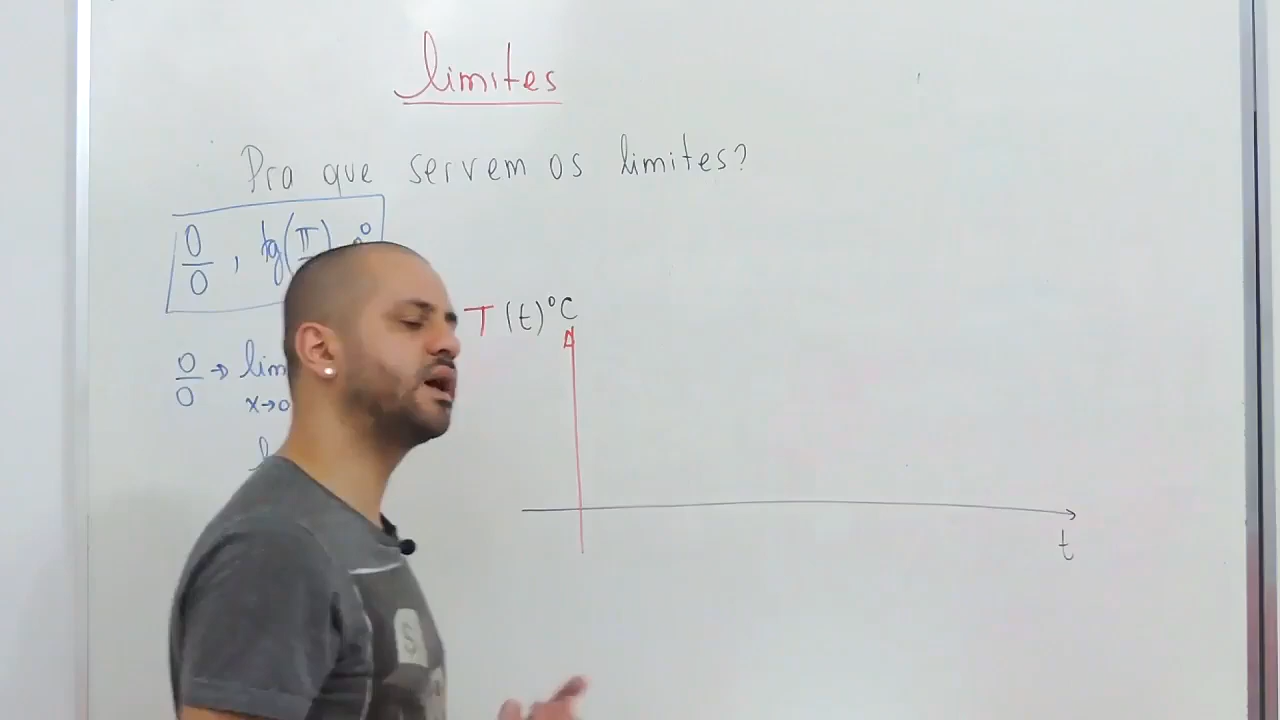 limites
Pra que servem os limites?
0/0 , tg(π
0/0 → lim
x→0
T (t) °C
t
S